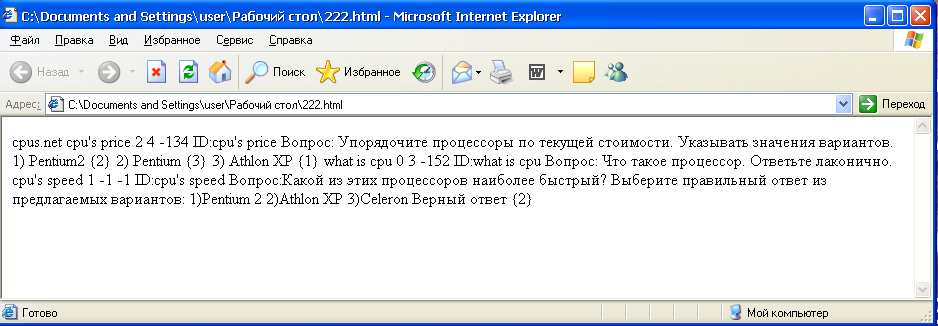 C:\Documents and Settings\user\Рабочий стол\222.html - Microsoft Internet Explorer
Файл Правка Вид Избранное Сервис Справка
Назад Поиск Избранное
Адрес: C:\Documents and Settings\user\Рабочий стол\222.html Переход
cpus.net cpu's price 2 4 -134 ID:cpu's price Вопрос: Упорядочите процессоры по текущей стоимости. Указывать значения вариантов.
1) Pentium2 {2} 2) Pentium {3} 3) Athlon XP {1} what is cpu 0 3 -152 ID:what is cpu Вопрос: Что такое процессор. Ответьте лаконично.
cpu's speed 1 -1 -1 ID:cpu's speed Вопрос:Какой из этих процессоров наиболее быстрый? Выберите правильный ответ из
предлагаемых вариантов: 1)Pentium 2 2)Athlon XP 3)Celeron Верный ответ {2}
Готово Мой компьютер